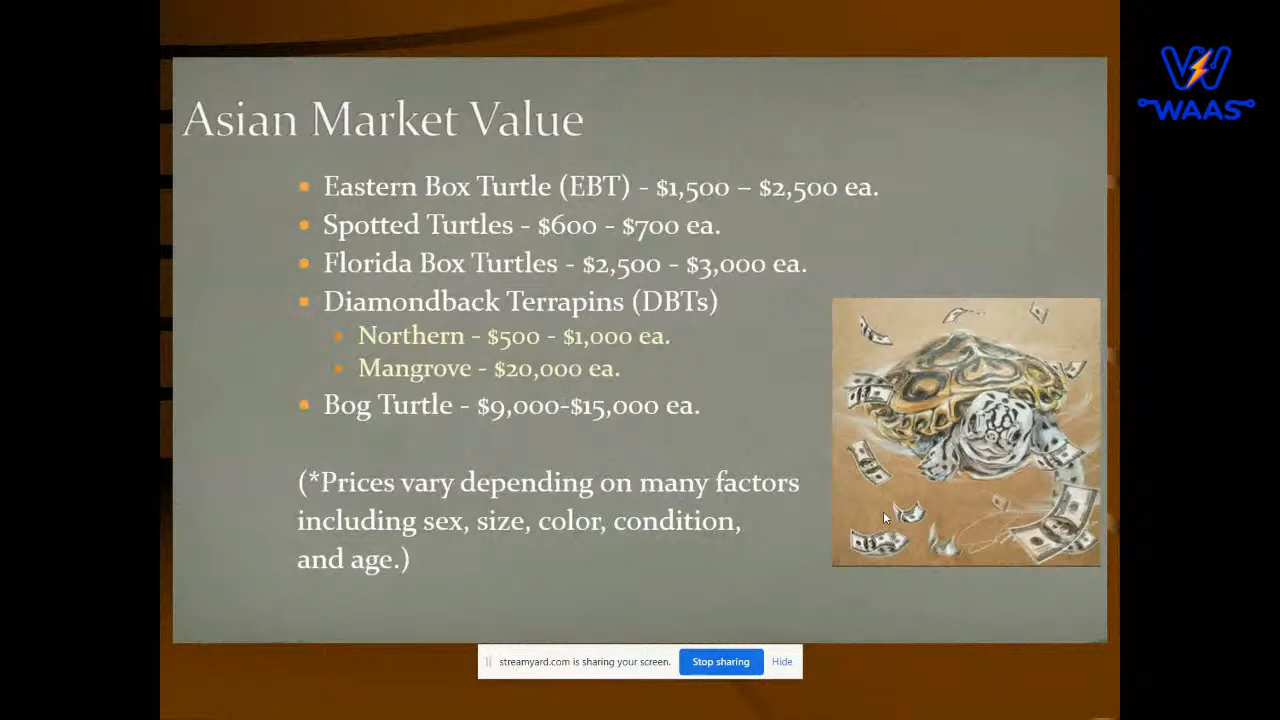 WAAS
Asian Market Value
Eastern Box Turtle (EBT) - $1,500 – $2,500 ea.
Spotted Turtles - $600 - $700 ea.
Florida Box Turtles - $2,500 - $3,000 ea.
Diamondback Terrapins (DBTs)
Northern - $500 - $1,000 ea.
Mangrove - $20,000 ea.
Bog Turtle - $9,000-$15,000 ea.
(*Prices vary depending on many factors
including sex, size, color, condition,
and age.)
streamyard.com is sharing your screen. Stop sharing Hide